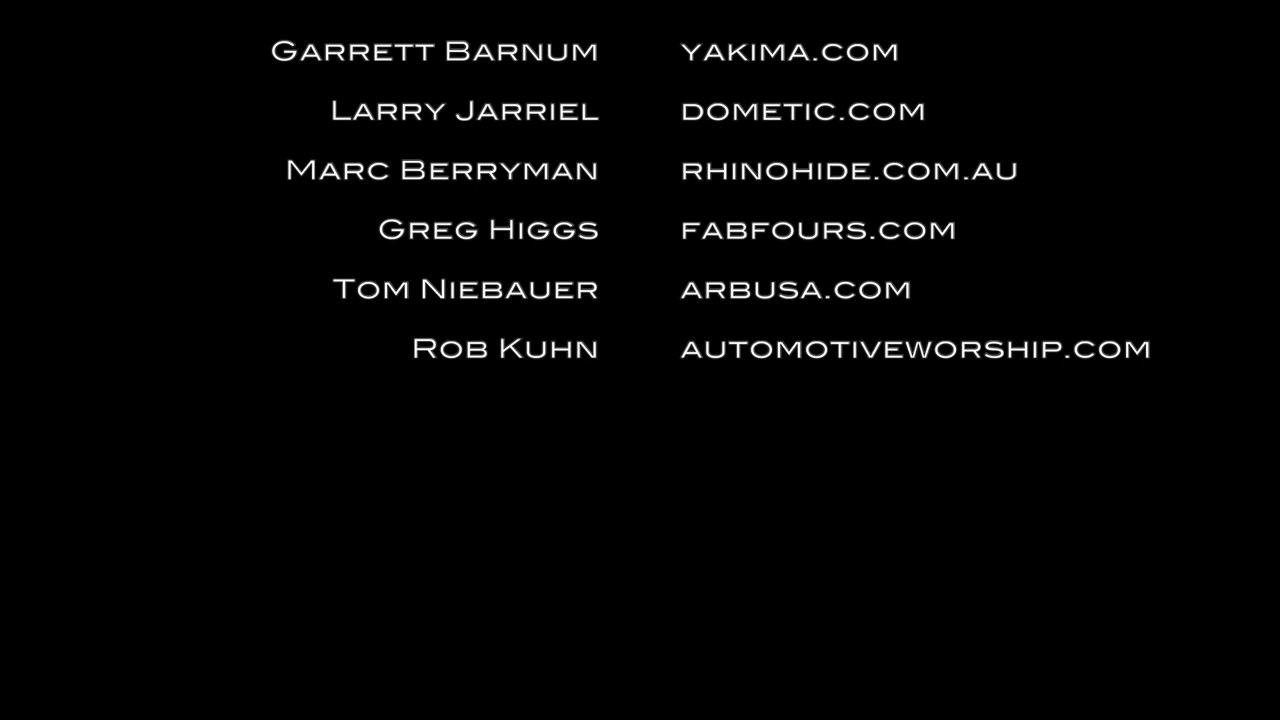 Garrett Barnum yakima.com
Larry Jarriel dometic.com
Marc Berryman rhinohide.com.au
Greg Higgs fabfours.com
Tom Niebauer arbusa.com
Rob Kuhn automotiveworship.com